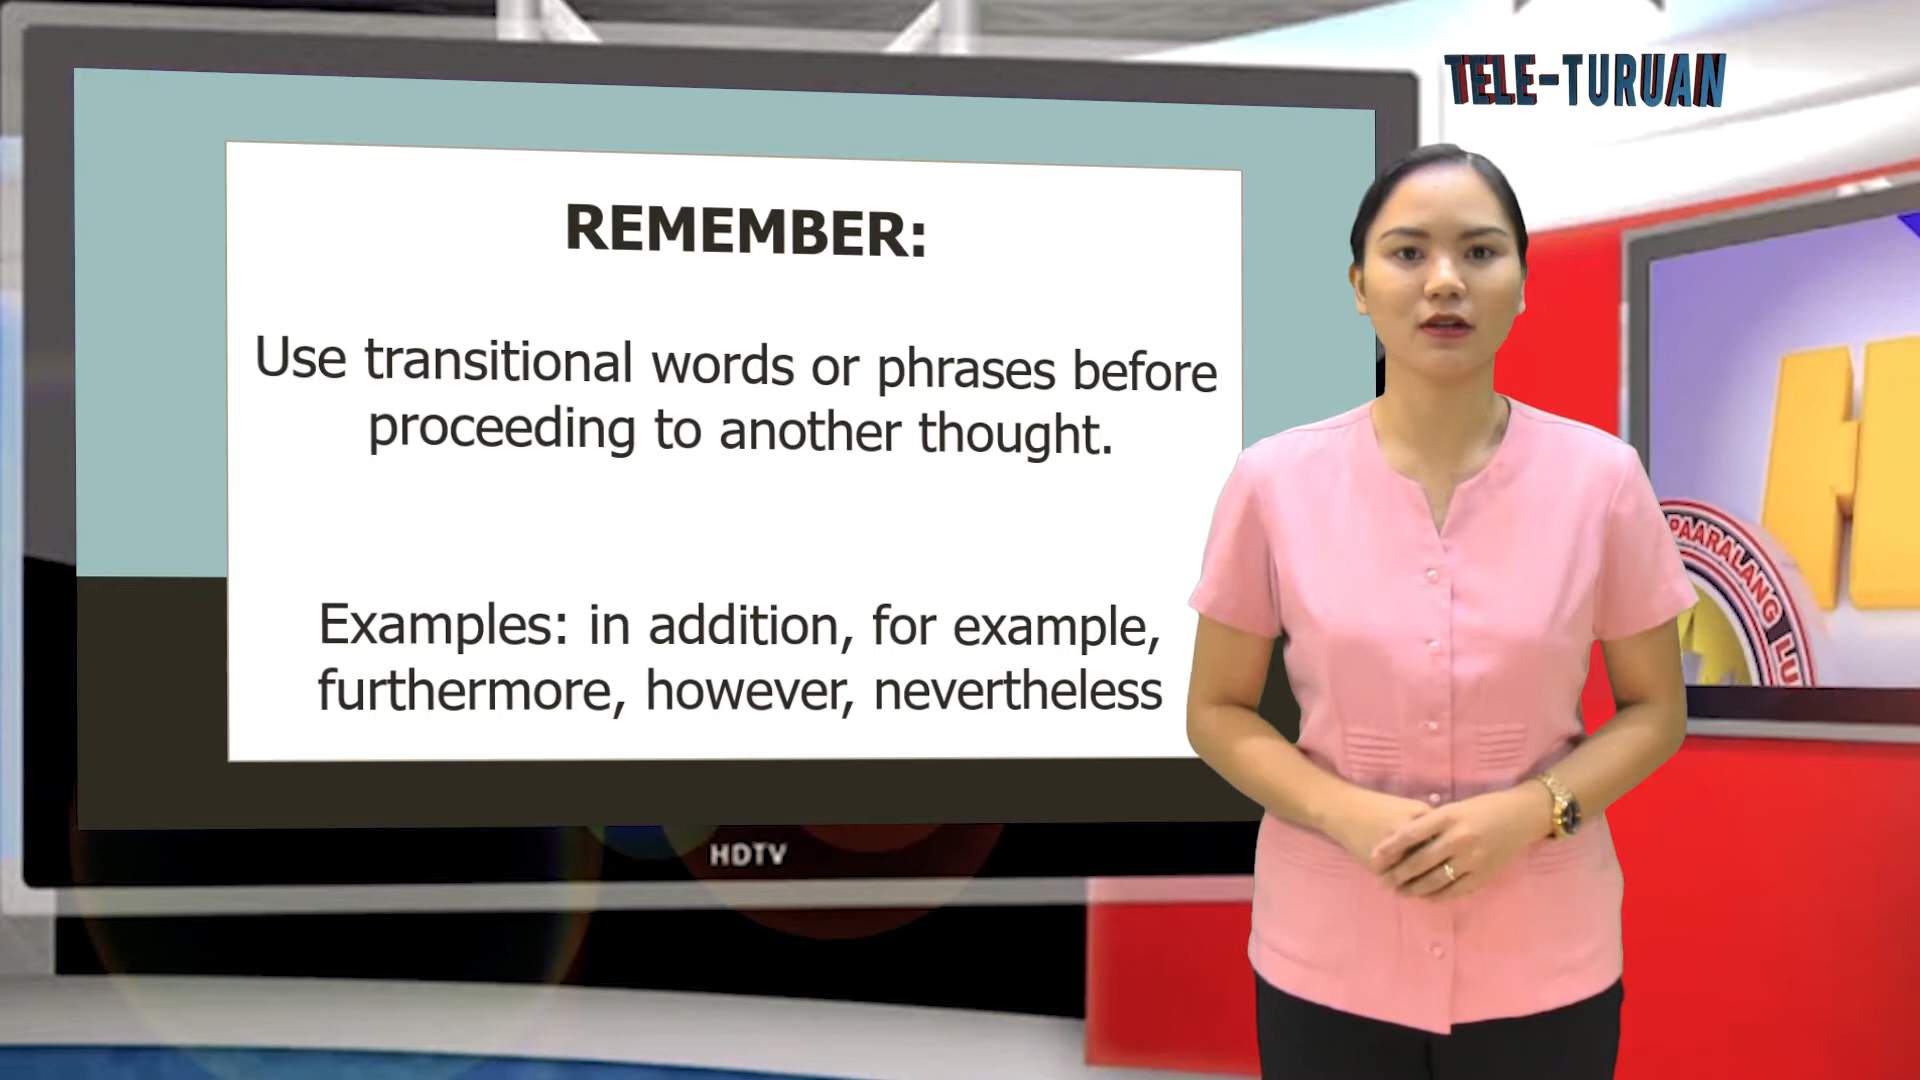 TELE-TURUAN
REMEMBER:
Use transitional words or phrases before
proceeding to another thought.
Examples: in addition, for example,
furthermore, however, nevertheless
HDTV
PAARALANG